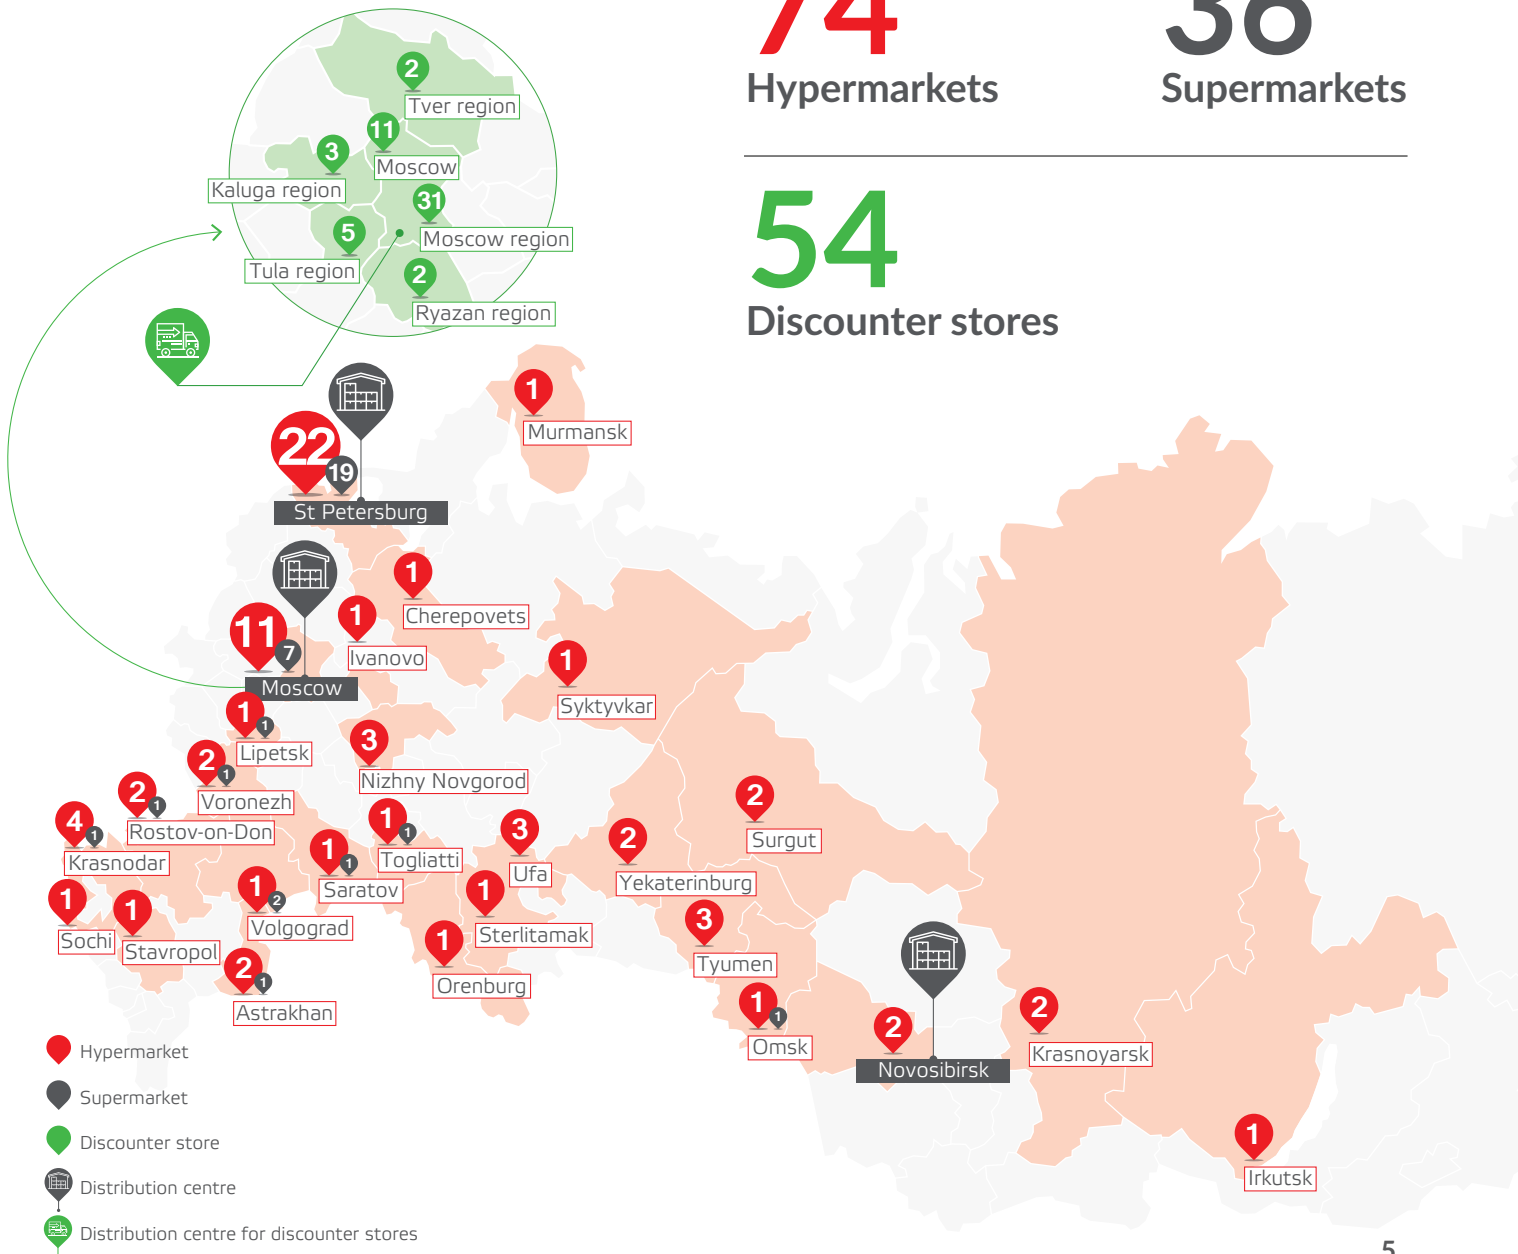 74
36
Hypermarkets
Supermarkets
54
Discounter stores
2
Tver region
11
Moscow
3
Kaluga region
31
Moscow region
5
Tula region
2
Ryazan region
1
Murmansk
22
19
St Petersburg
1
Cherepovets
1
Ivanovo
11
7
Moscow
1
Syktyvkar
1
1
Lipetsk
3
Nizhny Novgorod
2
1
Voronezh
2
1
Rostov-on-Don
4
1
Krasnodar
1
1
Togliatti
1
1
Saratov
3
Ufa
2
Yekaterinburg
2
Surgut
1
Sochi
1
Stavropol
1
2
Volgograd
1
Sterlitamak
1
Orenburg
2
1
Astrakhan
3
Tyumen
1
1
Omsk
2
Novosibirsk
2
Krasnoyarsk
1
Irkutsk
Hypermarket
Supermarket
Discounter store
Distribution centre
Distribution centre for discounter stores
5